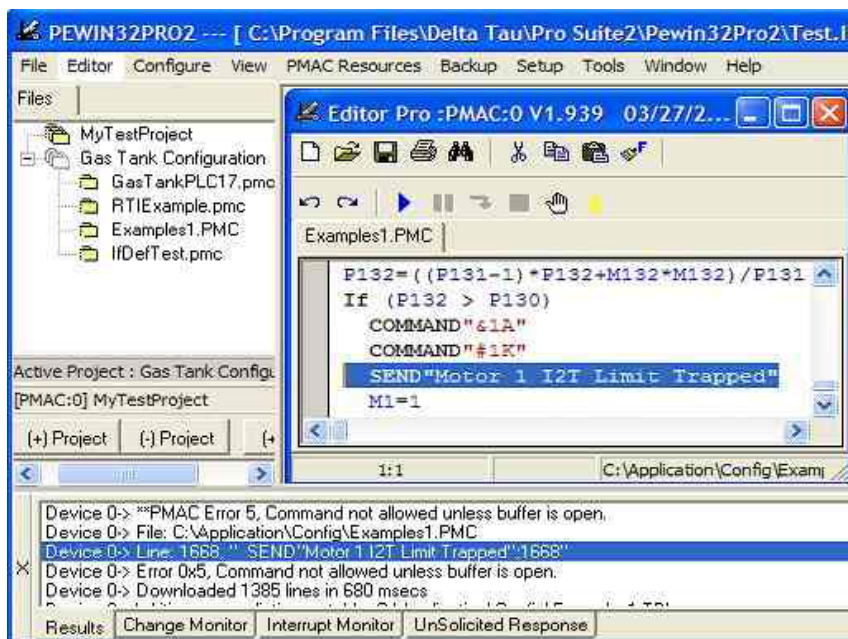 PEWIN32PRO2 --- [ C:\Program Files\Delta Tau\Pro Suite2\Pewin32Pro2\Test.
File Editor Configure View PMAC Resources Backup Setup Tools Window Help
Files
MyTestProject
Gas Tank Configuration
GasTankPLC17.pmc
RTIExample.pmc
Examples1.PMC
IfDefTest.pmc
Active Project : Gas Tank Configu
[PMAC:0] MyTestProject
(+) Project (-) Project (+
Editor Pro :PMAC:0 V1.939 03/27/2...
Examples1.PMC
P132=((P131-1)*P132+M132*M132)/P131
If (P132 > P130)
COMMAND"&1A"
COMMAND"#1K"
SEND"Motor 1 I2T Limit Trapped"
M1=1
1:1 C:\Application\Config\Examp
Device 0-> **PMAC Error 5, Command not allowed unless buffer is open.
Device 0-> File: C:\Application\Config\Examples1.PMC
Device 0-> Line: 1668 " SEND"Motor 1 I2T Limit Trapped":1668"
Device 0-> Error 0x5, Command not allowed unless buffer is open.
Device 0-> Downloaded 1385 lines in 680 msecs
Results Change Monitor Interrupt Monitor UnSolicited Response